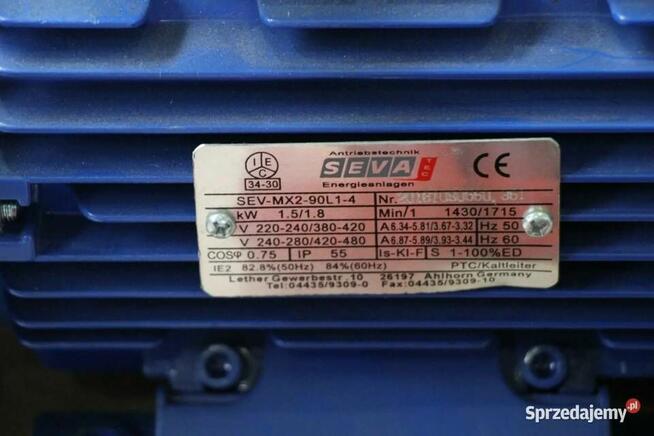 Antriebstechnik
I E C
34-30
SEVA TEC
CE
Energieanlagen
SEV-MX2-90L1-4 Nr.
kW 1.5/1.8 Min/1 1430/1715
V 220-240/380-420 A 6.34-5.81/3.67-3.32 Hz 50
V 240-280/420-480 A 6.87-5.89/3.93-3.44 Hz 60
COSφ 0.75 IP 55 Is-Kl-F S 1-100%ED
IE2 82.8%(50Hz) 84%(60Hz) PTC/Kaltleiter
Lether Gewerbestr.10 26197 Ahlhorn Germany
Tel:04435/9309-0 Fax:04435/9309-10
Sprzedajemy.pl